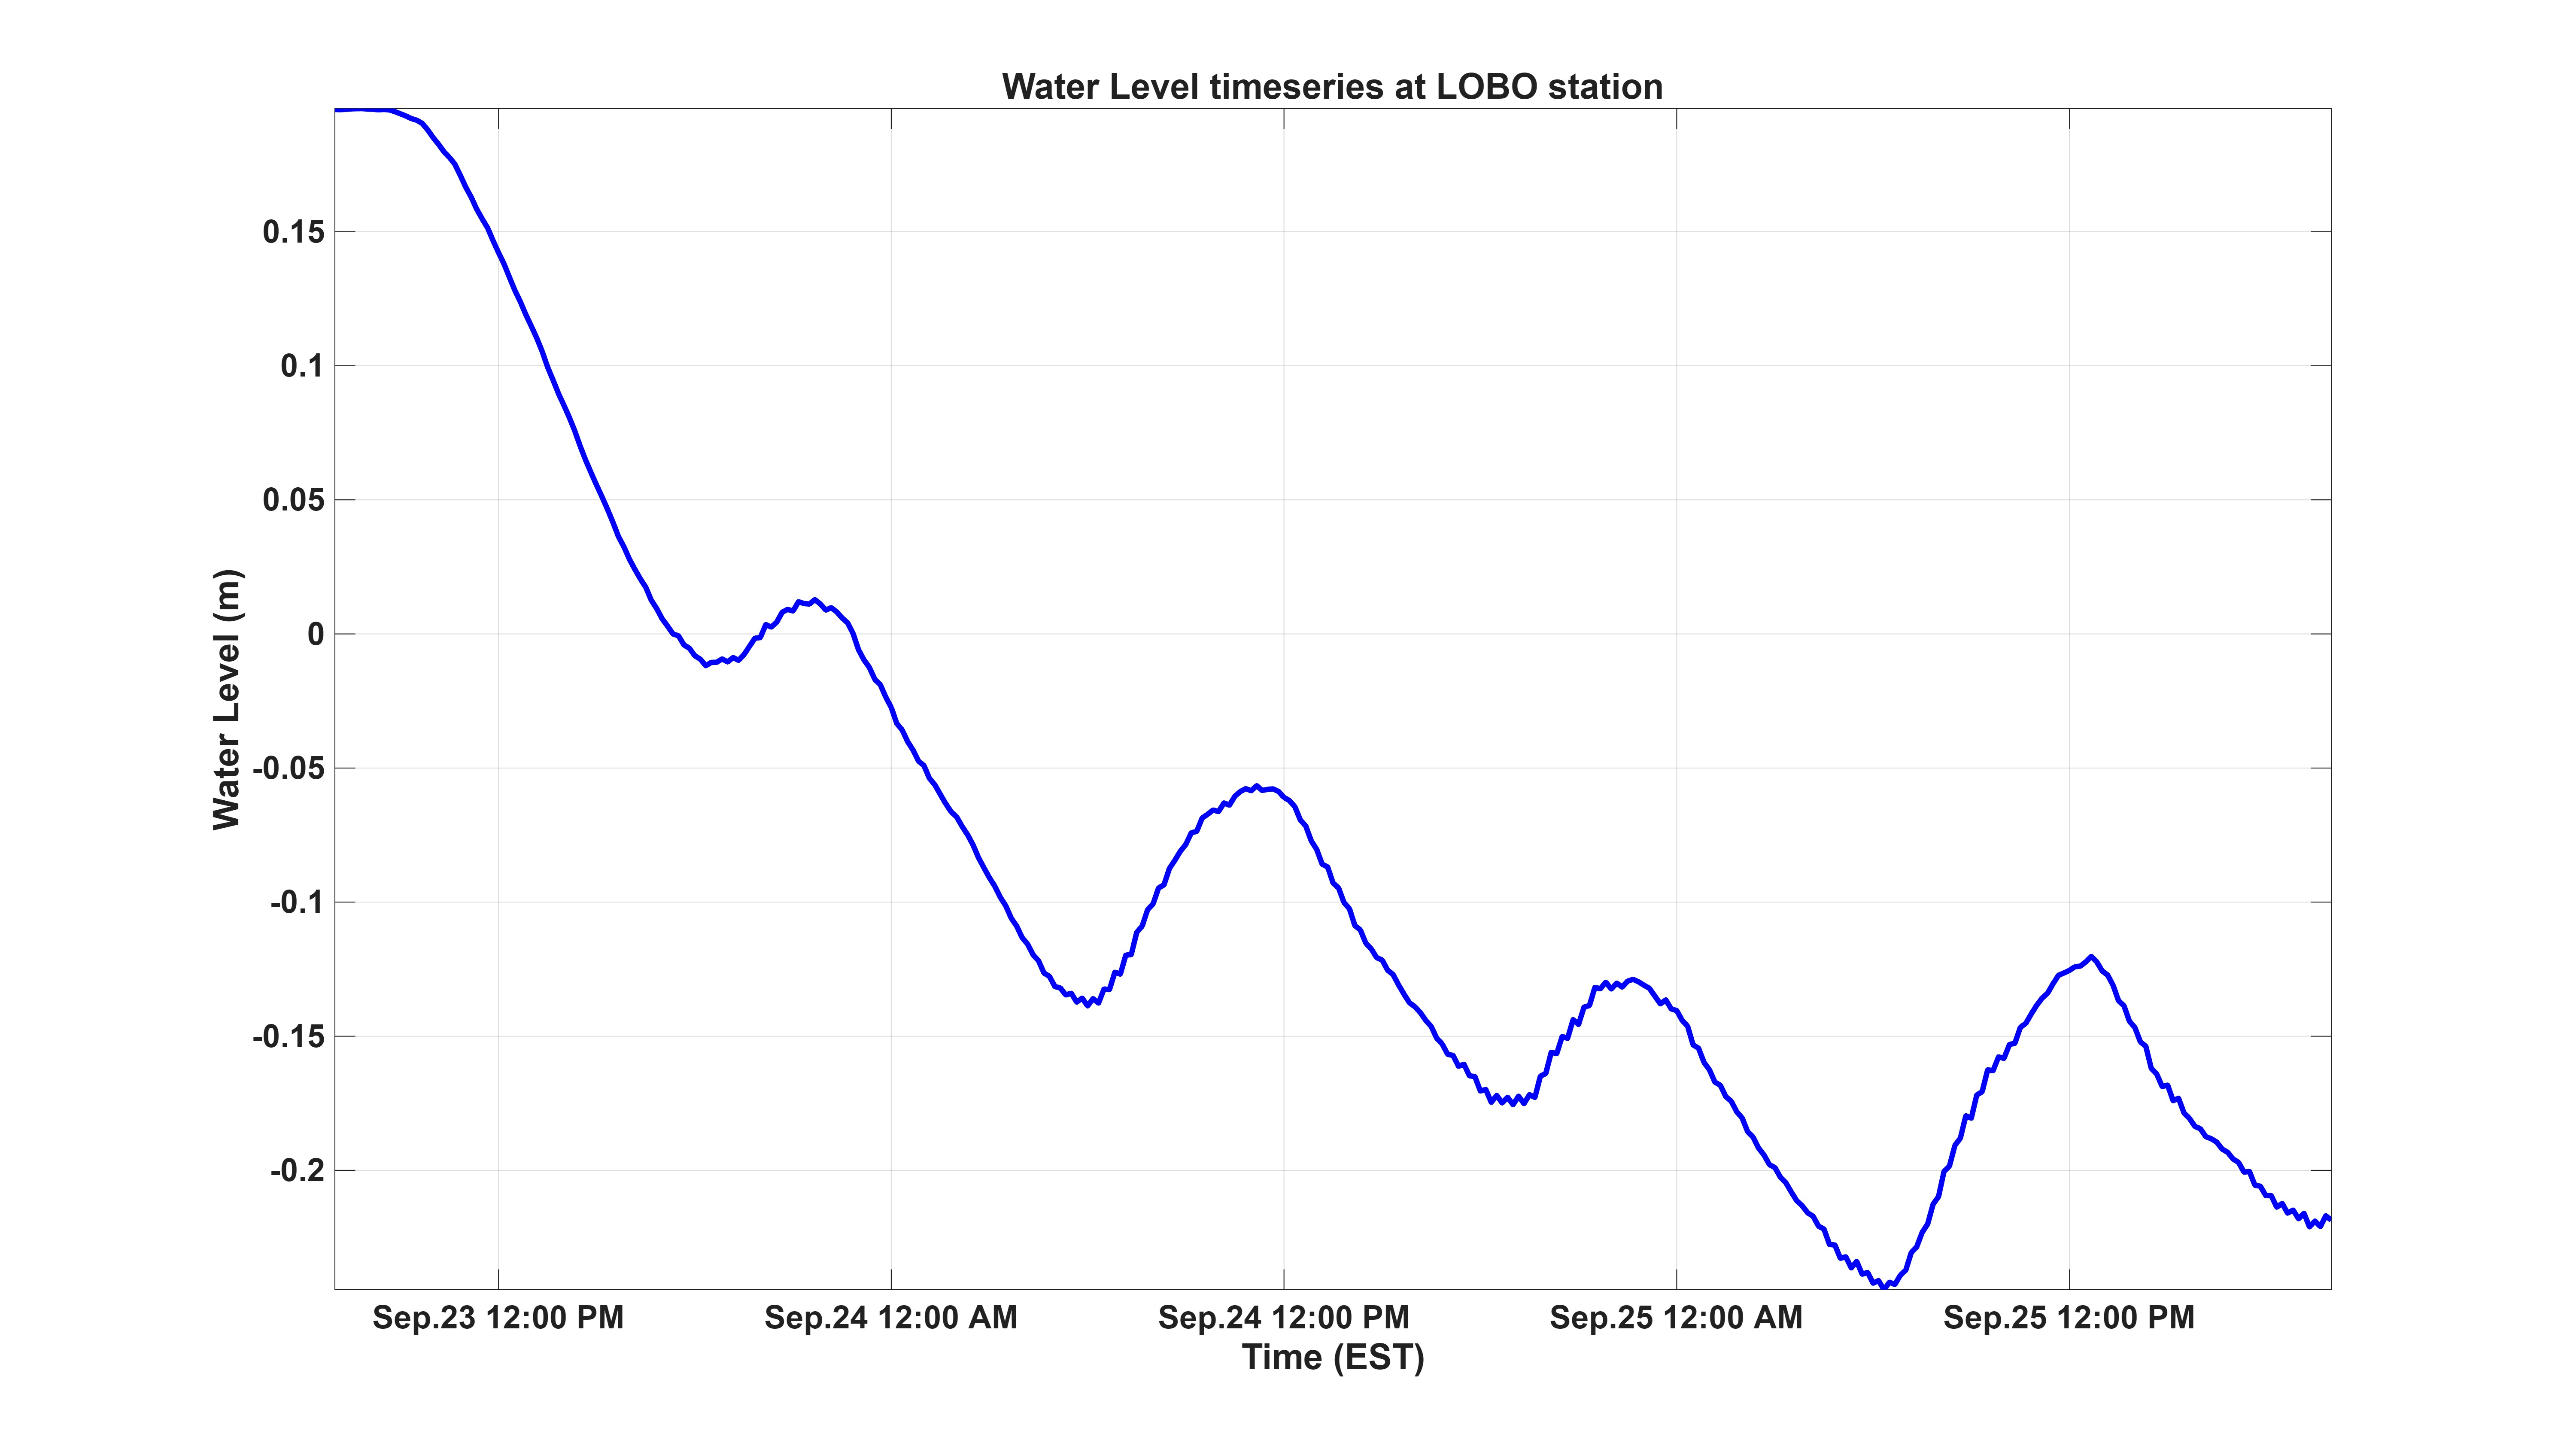 Water Level timeseries at LOBO station
0.15
0.1
0.05
0
-0.05
-0.1
-0.15
-0.2
Water Level (m)
Sep.23 12:00 PM
Sep.24 12:00 AM
Sep.24 12:00 PM
Sep.25 12:00 AM
Sep.25 12:00 PM
Time (EST)